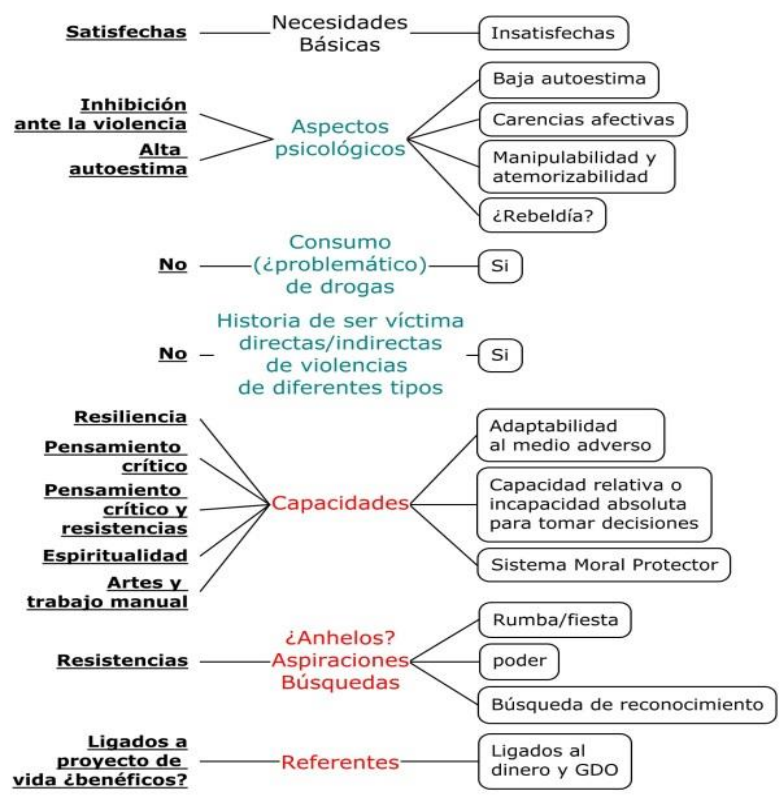 Satisfechas
Necesidades
Básicas
Insatisfechas
Inhibición
ante la violencia
Alta
autoestima
Aspectos
psicológicos
Baja autoestima
Carencias afectivas
Manipulabilidad y
atemorizabilidad
¿Rebeldía?
No
Consumo
(¿problemático)
de drogas
Si
No
Historia de ser víctima
directas/indirectas
de violencias
de diferentes tipos
Si
Resiliencia
Pensamiento
crítico
Pensamiento
crítico y
resistencias
Espiritualidad
Artes y
trabajo manual
Capacidades
Adaptabilidad
al medio adverso
Capacidad relativa o
incapacidad absoluta
para tomar decisiones
Sistema Moral Protector
Resistencias
¿Anhelos?
Aspiraciones
Búsquedas
Rumba/fiesta
poder
Búsqueda de reconocimiento
Ligados a
proyecto de
vida ¿benéficos?
Referentes
Ligados al
dinero y GDO